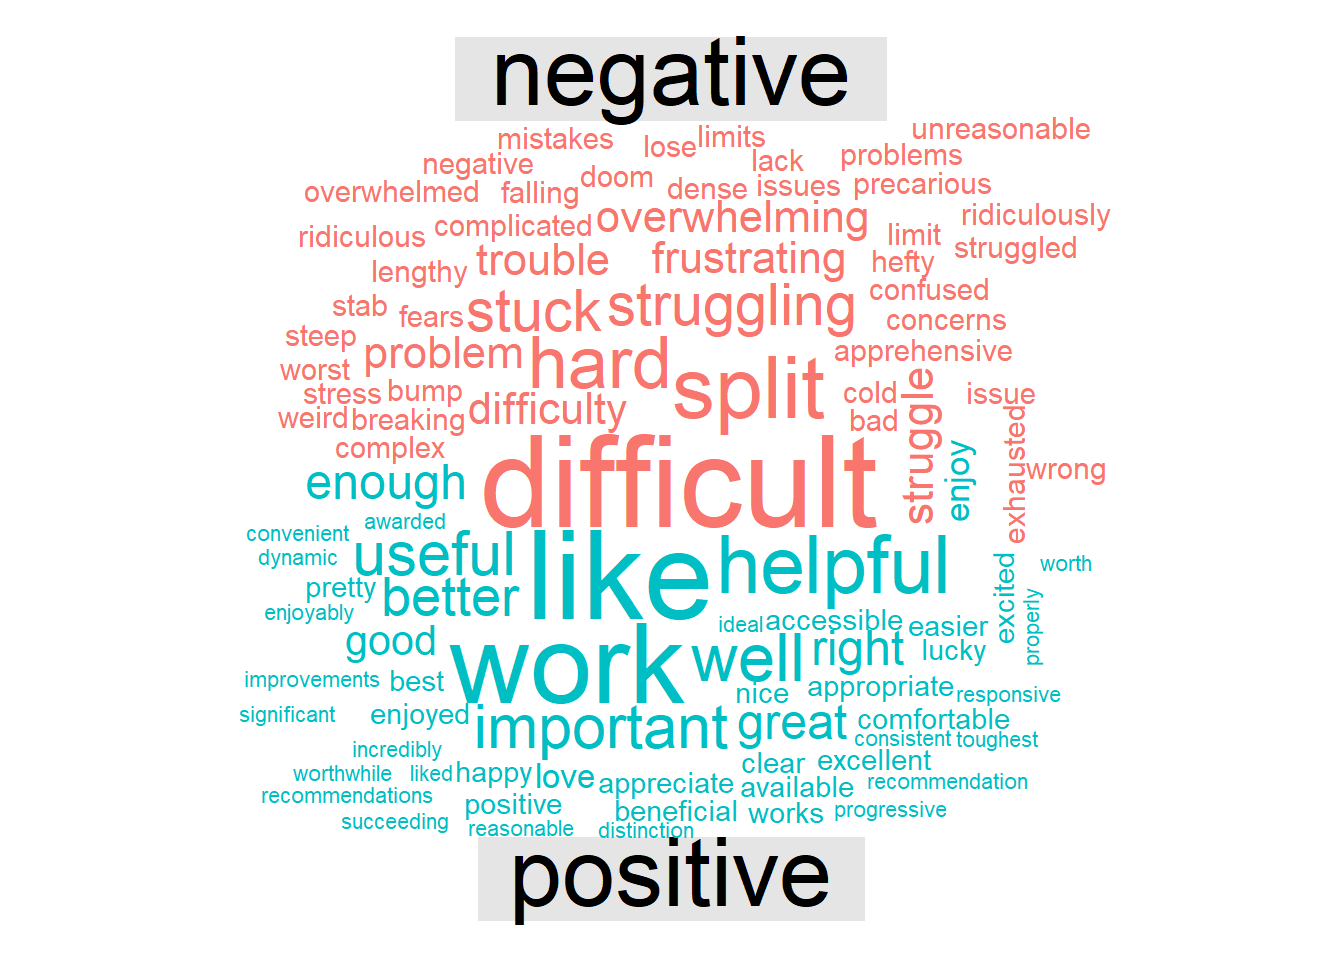 negative
mistakes lose limits unreasonable
negative doom lack problems
overwhelmed falling dense issues precarious
ridiculous complicated overwhelming limit ridiculously
lengthy trouble frustrating hefty struggled
stab fears stuck struggling confused
steep problem hard concerns
worst split apprehensive
stress bump cold struggle issue
weird breaking difficulty bad
complex difficult exhausted wrong
enough enjoy
convenient awarded
dynamic useful like helpful worth
pretty better excited
enjoyably ideal accessible easier properly
good work well right lucky
improvements best nice appropriate responsive
significant enjoyed important great comfortable
incredibly consistent toughest
worthwhile liked happy love appreciate clear excellent
recommendations positive available recommendation
succeeding beneficial works progressive
reasonable distinction
positive